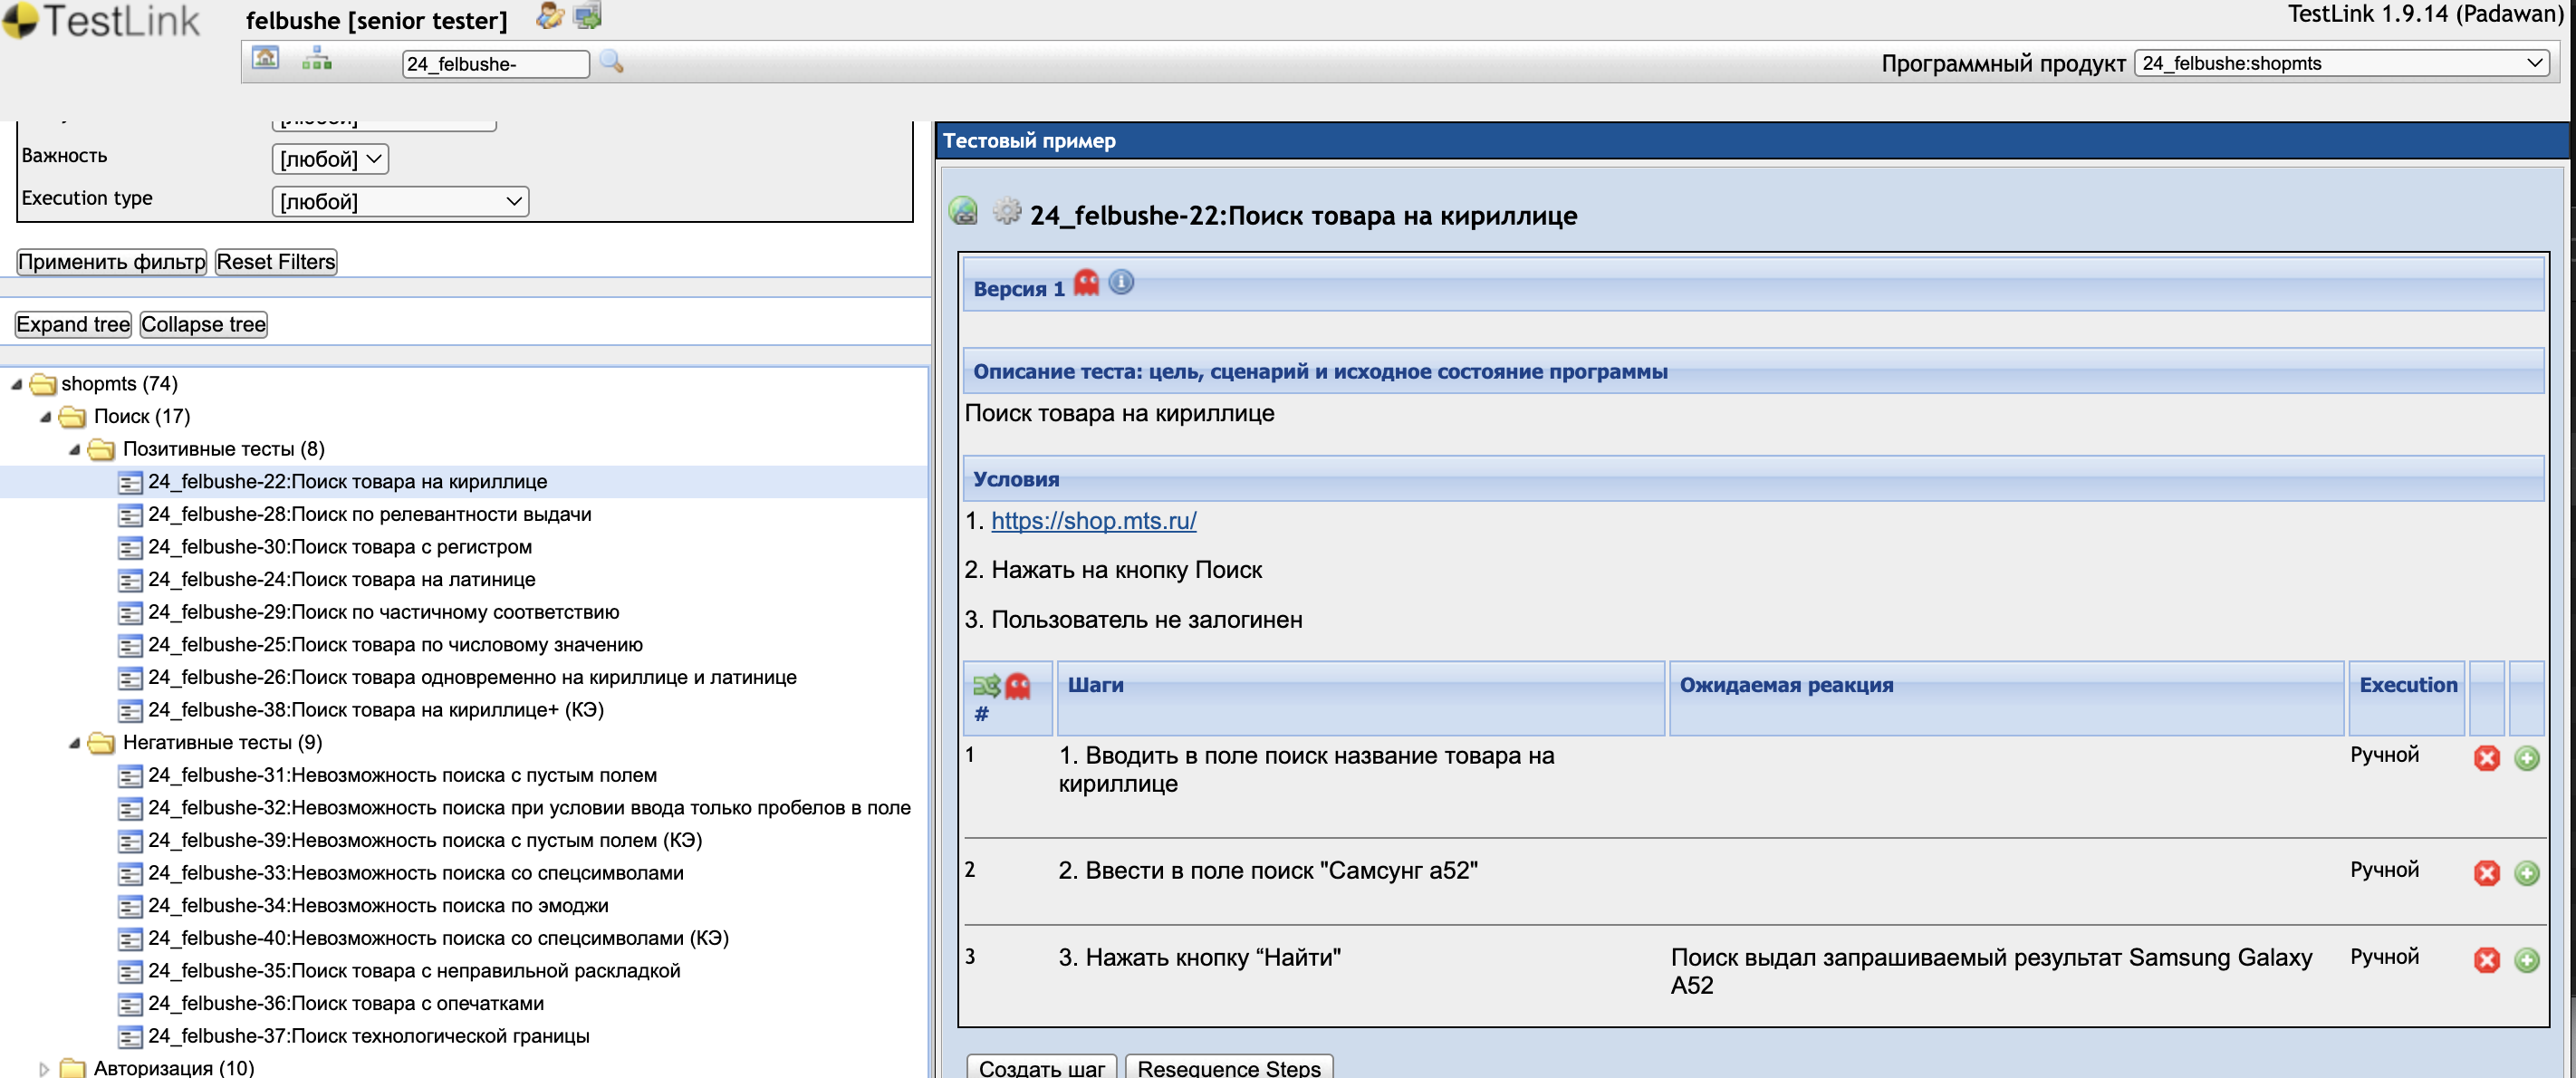 TestLink
felbushe [senior tester]
TestLink 1.9.14 (Padawan)
24_felbushe-
Программный продукт
24_felbushe:shopmts
Важность
[любой]
Execution type
[любой]
Применить фильтр
Reset Filters
Expand tree
Collapse tree
shopmts (74)
Поиск (17)
Позитивные тесты (8)
24_felbushe-22:Поиск товара на кириллице
24_felbushe-28:Поиск по релевантности выдачи
24_felbushe-30:Поиск товара с регистром
24_felbushe-24:Поиск товара на латинице
24_felbushe-29:Поиск по частичному соответствию
24_felbushe-25:Поиск товара по числовому значению
24_felbushe-26:Поиск товара одновременно на кириллице и латинице
24_felbushe-38:Поиск товара на кириллице+ (КЭ)
Негативные тесты (9)
24_felbushe-31:Невозможность поиска с пустым полем
24_felbushe-32:Невозможность поиска при условии ввода только пробелов в поле
24_felbushe-39:Невозможность поиска с пустым полем (КЭ)
24_felbushe-33:Невозможность поиска со спецсимволами
24_felbushe-34:Невозможность поиска по эмоджи
24_felbushe-40:Невозможность поиска со спецсимволами (КЭ)
24_felbushe-35:Поиск товара с неправильной раскладкой
24_felbushe-36:Поиск товара с опечатками
24_felbushe-37:Поиск технологической границы
Авторизация (10)
Тестовый пример
24_felbushe-22:Поиск товара на кириллице
Версия 1
Описание теста: цель, сценарий и исходное состояние программы
Поиск товара на кириллице
Условия
1. https://shop.mts.ru/
2. Нажать на кнопку Поиск
3. Пользователь не залогинен
#
Шаги
Ожидаемая реакция
Execution
1
1. Вводить в поле поиск название товара на
кириллице
Ручной
2
2. Ввести в поле поиск "Самсунг а52"
Ручной
3
3. Нажать кнопку “Найти"
Поиск выдал запрашиваемый результат Samsung Galaxy
A52
Ручной
Создать шаг
Resequence Steps